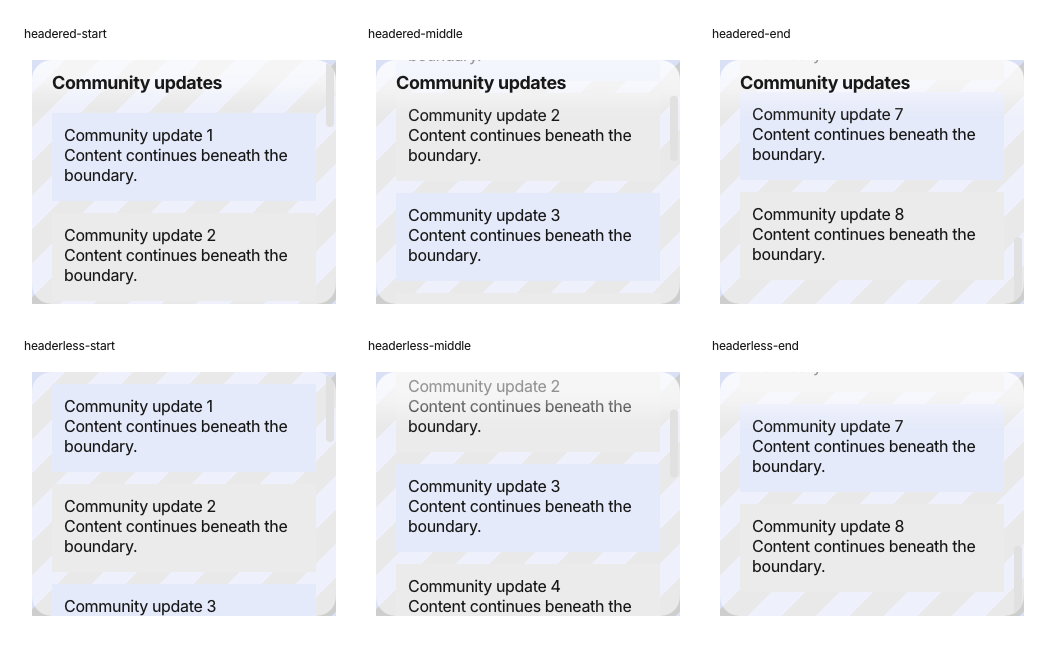 headered-start
Community updates
Community update 1
Content continues beneath the
boundary.
Community update 2
Content continues beneath the
boundary.
headered-middle
boundary.
Community updates
Community update 2
Content continues beneath the
boundary.
Community update 3
Content continues beneath the
boundary.
headered-end
Community updates
Community update 7
Content continues beneath the
boundary.
Community update 8
Content continues beneath the
boundary.
headerless-start
Community update 1
Content continues beneath the
boundary.
Community update 2
Content continues beneath the
boundary.
Community update 3
headerless-middle
Community update 2
Content continues beneath the
boundary.
Community update 3
Content continues beneath the
boundary.
Community update 4
Content continues beneath the
headerless-end
Community update 7
Content continues beneath the
boundary.
Community update 8
Content continues beneath the
boundary.